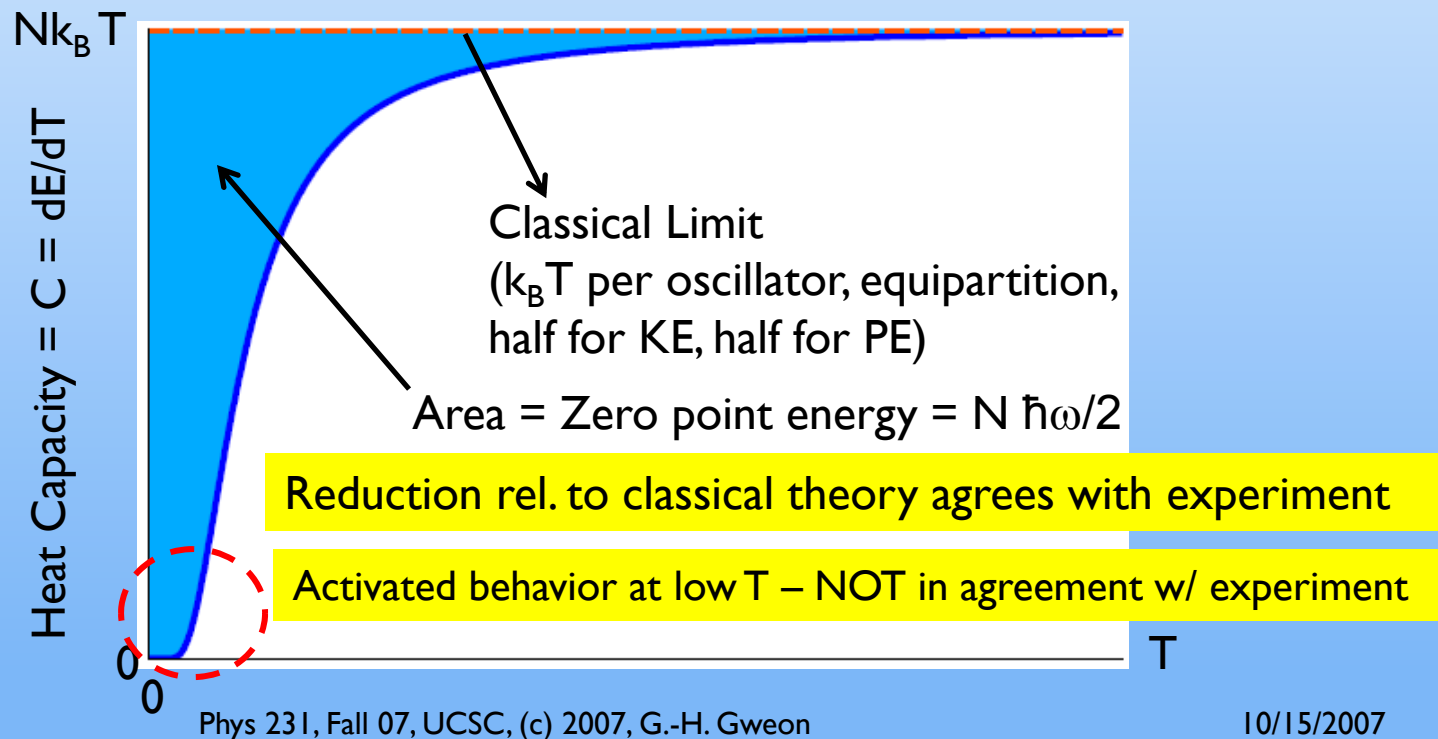 Nk_B T
Heat Capacity = C = dE/dT
Classical Limit
(k_BT per oscillator, equipartition,
half for KE, half for PE)
Area = Zero point energy = N ħω/2
Reduction rel. to classical theory agrees with experiment
Activated behavior at low T – NOT in agreement w/ experiment
0
T
0
Phys 231, Fall 07, UCSC, (c) 2007, G.-H. Gweon
10/15/2007